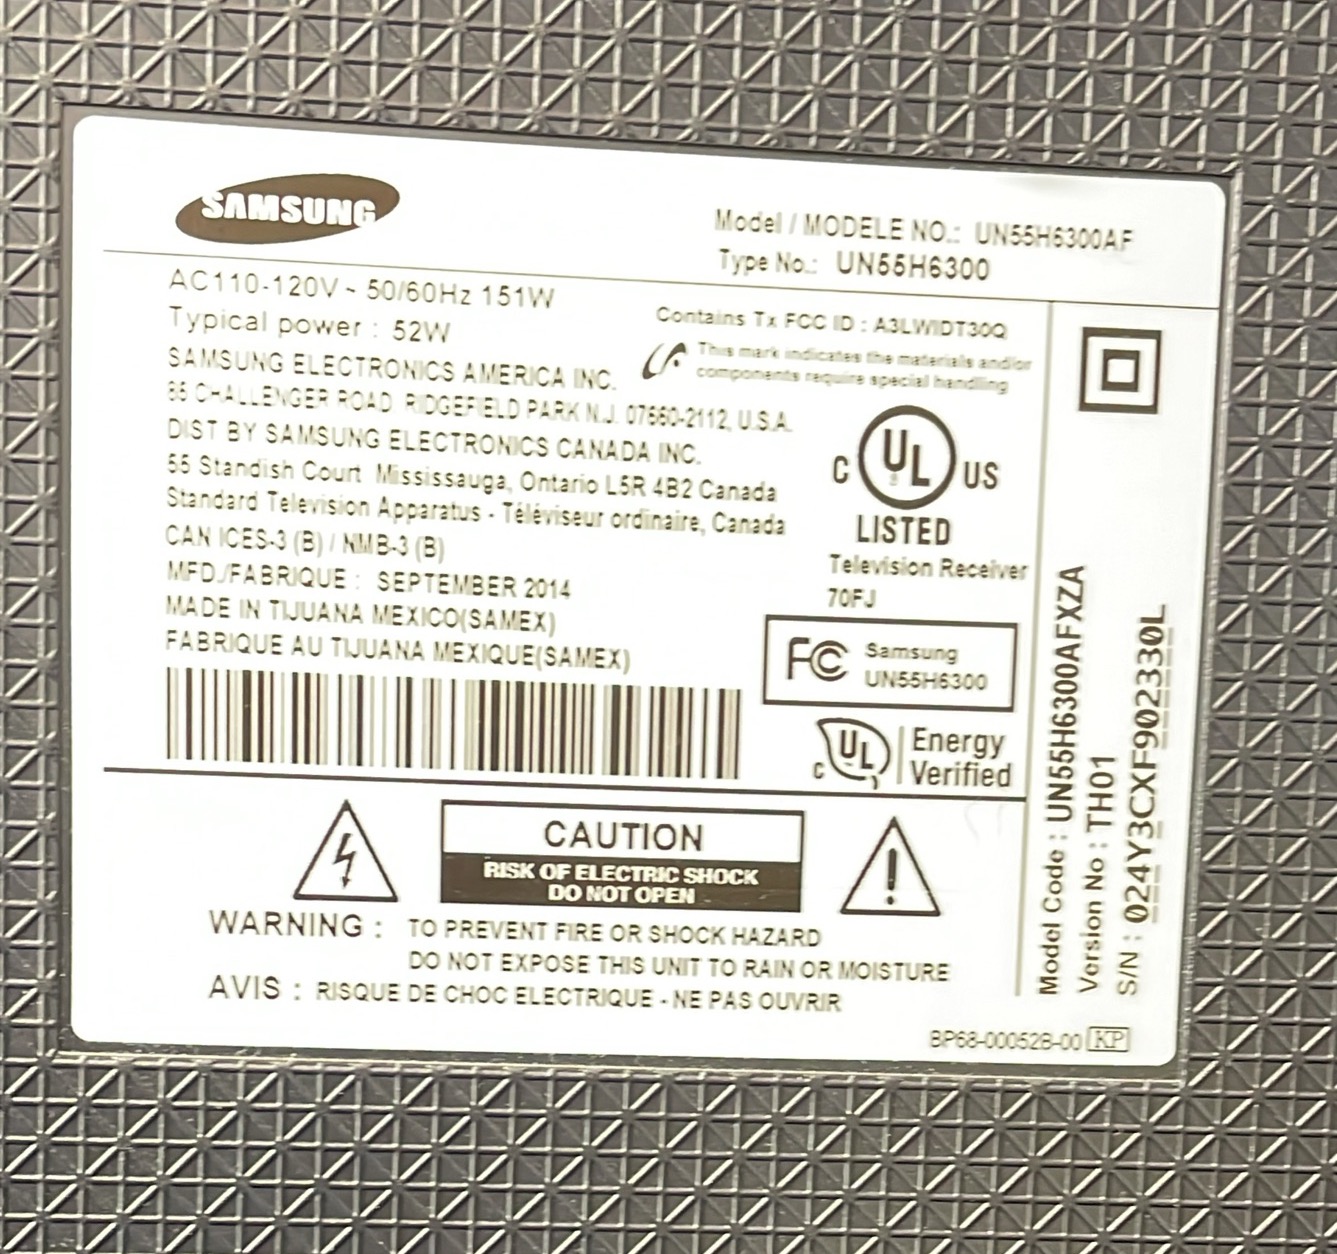 SAMSUNG
Model / MODELE NO.: UN55H6300AF
Type No.: UN55H6300
AC110-120V ~ 50/60Hz 151W
Typical power : 52W
SAMSUNG ELECTRONICS AMERICA INC.
85 CHALLENGER ROAD RIDGEFIELD PARK N.J. 07660-2112, U.S.A.
DIST BY SAMSUNG ELECTRONICS CANADA INC.
55 Standish Court Mississauga, Ontario L5R 4B2 Canada
Standard Television Apparatus - Téléviseur ordinaire, Canada
CAN ICES-3 (B) / NMB-3 (B)
MFD./FABRIQUE : SEPTEMBER 2014
MADE IN TIJUANA MEXICO(SAMEX)
FABRIQUE AU TIJUANA MEXIQUE(SAMEX)
Contains Tx FCC ID : A3LWIDT30Q
This mark indicates the materials and/or
components require special handling
C UL US
LISTED
Television Receiver
70FJ
FC Samsung
UN55H6300
C UL Energy
Verified
CAUTION
RISK OF ELECTRIC SHOCK
DO NOT OPEN
WARNING : TO PREVENT FIRE OR SHOCK HAZARD
DO NOT EXPOSE THIS UNIT TO RAIN OR MOISTURE
AVIS : RISQUE DE CHOC ELECTRIQUE - NE PAS OUVRIR
BP68-00052B-00 KP
Model Code : UN55H6300AFXZA
Version No : TH01
S/N : 024Y3CXF902330L